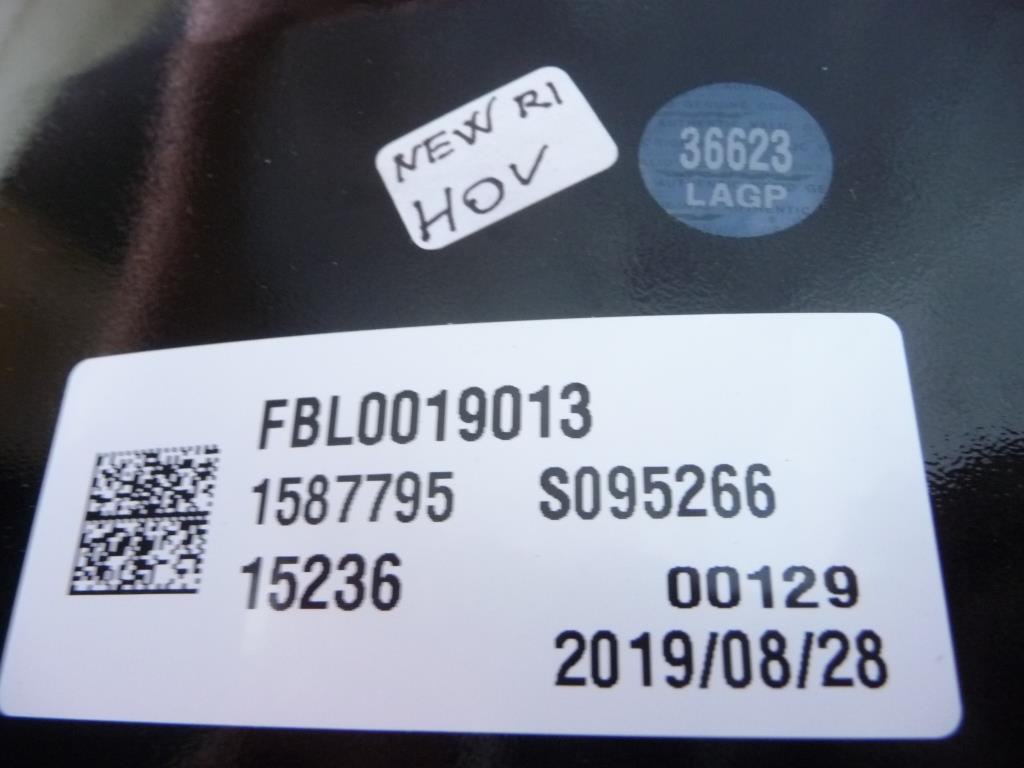 NEW RI
HOV
36623
LAGP
FBL0019013
1587795 S095266
15236 00129
2019/08/28